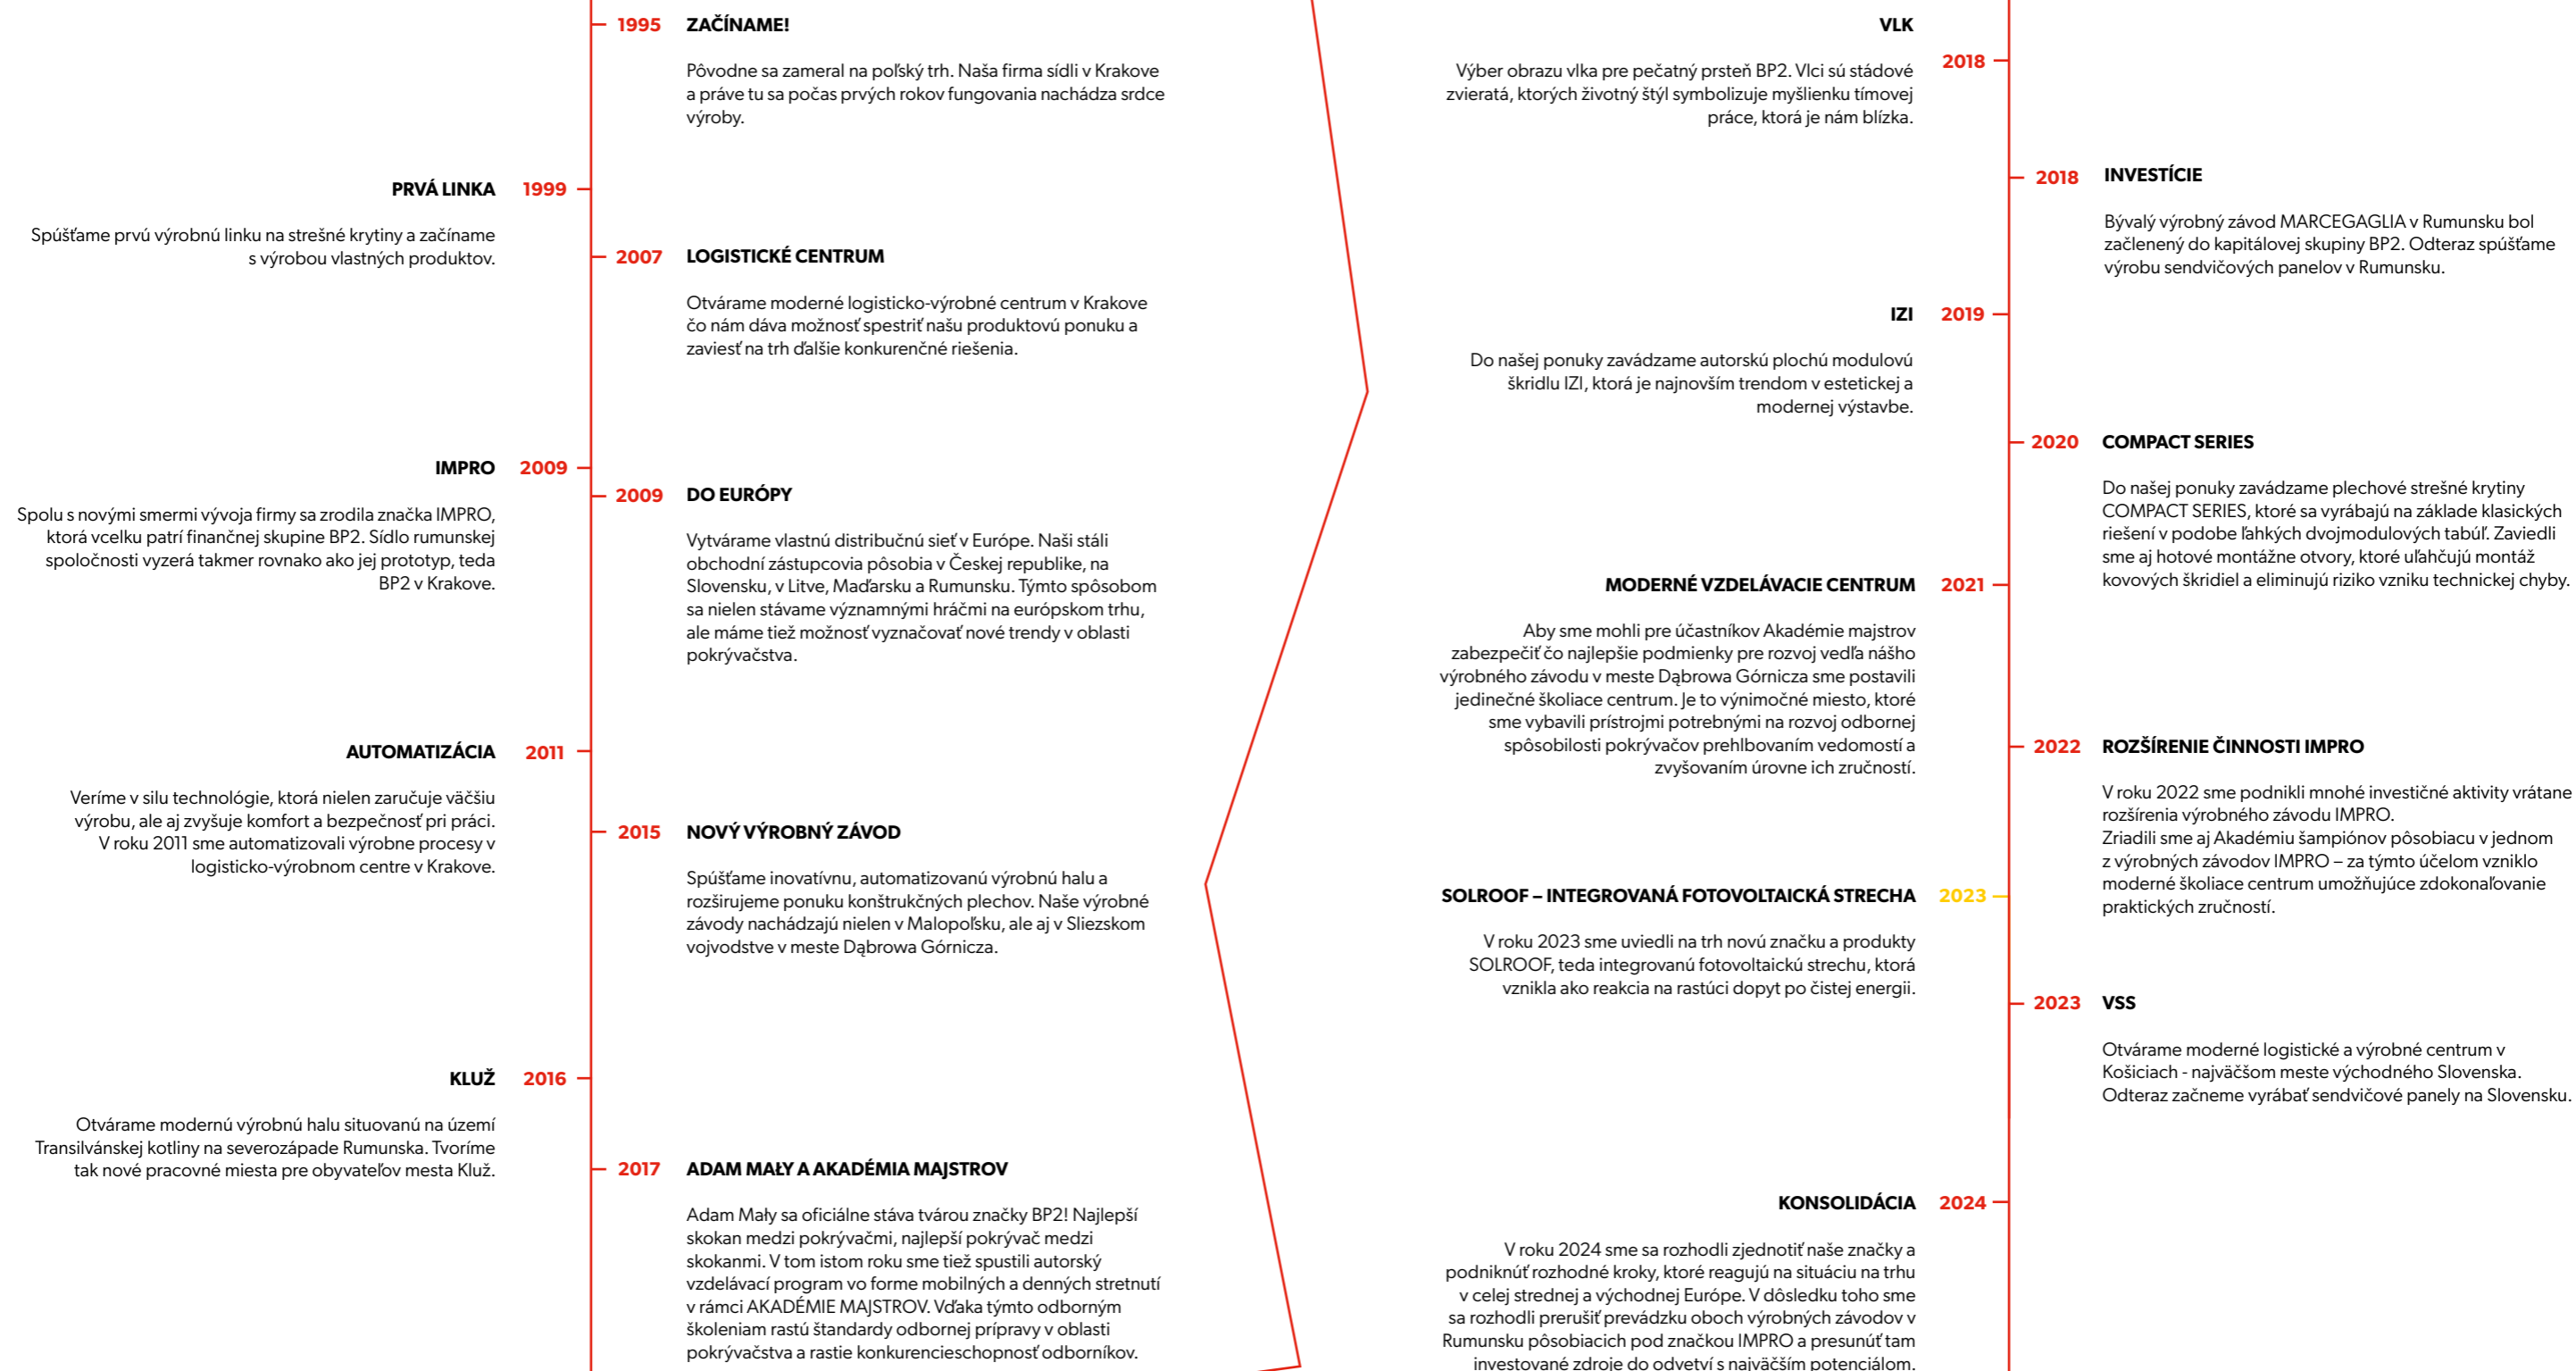 1995 ZAČÍNAME!
Pôvodne sa zameral na poľský trh. Naša firma sídli v Krakove
a práve tu sa počas prvých rokov fungovania nachádza srdce
výroby.
PRVÁ LINKA 1999
Spúšťame prvú výrobnú linku na strešné krytiny a začíname
s výrobou vlastných produktov.
2007 LOGISTICKÉ CENTRUM
Otvárame moderné logisticko-výrobné centrum v Krakove
čo nám dáva možnosť spestriť našu produktovú ponuku a
zaviesť na trh ďalšie konkurenčné riešenia.
IMPRO 2009
Spolu s novými smermi vývoja firmy sa zrodila značka IMPRO,
ktorá vcelku patrí finančnej skupine BP2. Sídlo rumunskej
spoločnosti vyzerá takmer rovnako ako jej prototyp, teda
BP2 v Krakove.
2009 DO EURÓPY
Vytvárame vlastnú distribučnú sieť v Európe. Naši stáli
obchodní zástupcovia pôsobia v Českej republike, na
Slovensku, v Litve, Maďarsku a Rumunsku. Týmto spôsobom
sa nielen stávame významnými hráčmi na európskom trhu,
ale máme tiež možnosť vyznačovať nové trendy v oblasti
pokrývačstva.
AUTOMATIZÁCIA 2011
Veríme v silu technológie, ktorá nielen zaručuje väčšiu
výrobu, ale aj zvyšuje komfort a bezpečnosť pri práci.
V roku 2011 sme automatizovali výrobne procesy v
logisticko-výrobnom centre v Krakove.
2015 NOVÝ VÝROBNÝ ZÁVOD
Spúšťame inovatívnu, automatizovanú výrobnú halu a
rozširujeme ponuku konštrukčných plechov. Naše výrobné
závody nachádzajú nielen v Malopoľsku, ale aj v Sliezskom
vojvodstve v meste Dąbrowa Górnicza.
KLUŽ 2016
Otvárame modernú výrobnú halu situovanú na území
Transilvánskej kotliny na severozápade Rumunska. Tvoríme
tak nové pracovné miesta pre obyvateľov mesta Kluž.
2017 ADAM MAŁY A AKADÉMIA MAJSTROV
Adam Mały sa oficiálne stáva tvárou značky BP2! Najlepší
skokan medzi pokrývačmi, najlepší pokrývač medzi
skokanmi. V tom istom roku sme tiež spustili autorský
vzdelávací program vo forme mobilných a denných stretnutí
v rámci AKADÉMIE MAJSTROV. Vďaka týmto odborným
školeniam rastú štandardy odbornej prípravy v oblasti
pokrývačstva a rastie konkurencieschopnosť odborníkov.
VLK
2018
Výber obrazu vlka pre pečatný prsteň BP2. Vlci sú stádové
zvieratá, ktorých životný štýl symbolizuje myšlienku tímovej
práce, ktorá je nám blízka.
2018 INVESTÍCIE
Bývalý výrobný závod MARCEGAGLIA v Rumunsku bol
začlenený do kapitálovej skupiny BP2. Odteraz spúšťame
výrobu sendvičových panelov v Rumunsku.
IZI 2019
Do našej ponuky zavádzame autorskú plochú modulovú
škridlu IZI, ktorá je najnovším trendom v estetickej a
modernej výstavbe.
2020 COMPACT SERIES
Do našej ponuky zavádzame plechové strešné krytiny
COMPACT SERIES, ktoré sa vyrábajú na základe klasických
riešení v podobe ľahkých dvojmodulových tabúľ. Zaviedli
sme aj hotové montážne otvory, ktoré uľahčujú montáž
kovových škridiel a eliminujú riziko vzniku technickej chyby.
MODERNÉ VZDELÁVACIE CENTRUM 2021
Aby sme mohli pre účastníkov Akadémie majstrov
zabezpečiť čo najlepšie podmienky pre rozvoj vedľa nášho
výrobného závodu v meste Dąbrowa Górnicza sme postavili
jedinečné školiace centrum. Je to výnimočné miesto, ktoré
sme vybavili prístrojmi potrebnými na rozvoj odbornej
spôsobilosti pokrývačov prehlbovaním vedomostí a
zvyšovaním úrovne ich zručností.
2022 ROZŠÍRENIE ČINNOSTI IMPRO
V roku 2022 sme podnikli mnohé investičné aktivity vrátane
rozšírenia výrobného závodu IMPRO.
Zriadili sme aj Akadémiu šampiónov pôsobiacu v jednom
z výrobných závodov IMPRO – za týmto účelom vzniklo
moderné školiace centrum umožňujúce zdokonaľovanie
praktických zručností.
SOLROOF – INTEGROVANÁ FOTOVOLTAICKÁ STRECHA 2023
V roku 2023 sme uviedli na trh novú značku a produkty
SOLROOF, teda integrovanú fotovoltaickú strechu, ktorá
vznikla ako reakcia na rastúci dopyt po čistej energii.
2023 VSS
Otvárame moderné logistické a výrobné centrum v
Košiciach - najväčšom meste východného Slovenska.
Odteraz začneme vyrábať sendvičové panely na Slovensku.
KONSOLIDÁCIA 2024
V roku 2024 sme sa rozhodli zjednotiť naše značky a
podniknúť rozhodné kroky, ktoré reagujú na situáciu na trhu
v celej strednej a východnej Európe. V dôsledku toho sme
sa rozhodli prerušiť prevádzku oboch výrobných závodov v
Rumunsku pôsobiacich pod značkou IMPRO a presunúť tam
investované zdroje do odvetví s najväčším potenciálom.